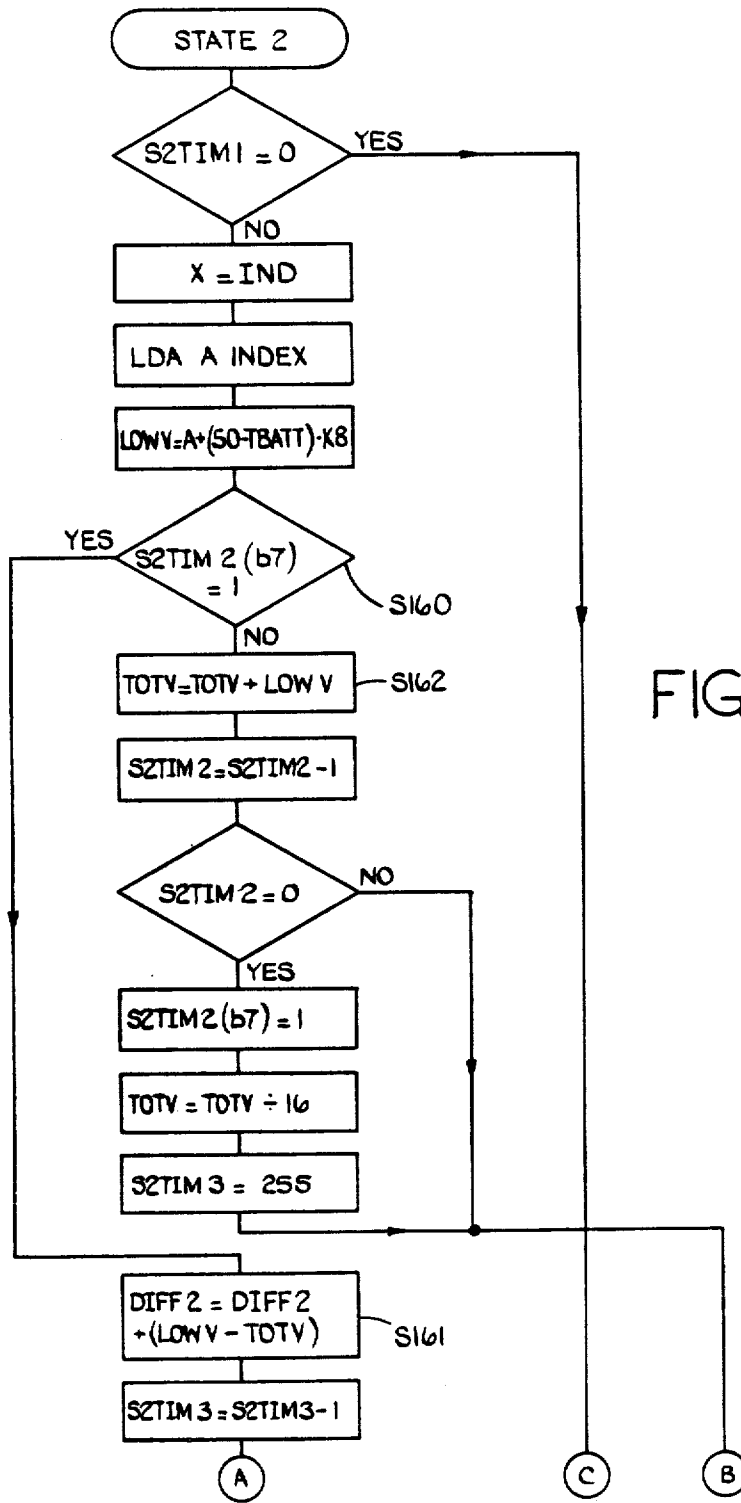 STATE 2
S2TIM1 = 0
YES
NO
X = IND
LDA A INDEX
LOWV=A+(50-TBATT)·K8
YES
S2TIM 2 (b7)
= 1
S160
NO
TOTV=TOTV + LOW V
S162
FIG
S2TIM 2 = S2TIM2 - 1
S2TIM 2 = 0
NO
YES
S2TIM 2 (b7) = 1
TOTV = TOTV ÷ 16
S2TIM 3 = 255
DIFF 2 = DIFF 2
+(LOW V - TOTV)
S161
S2TIM 3 = S2TIM3 - 1
A
C
B